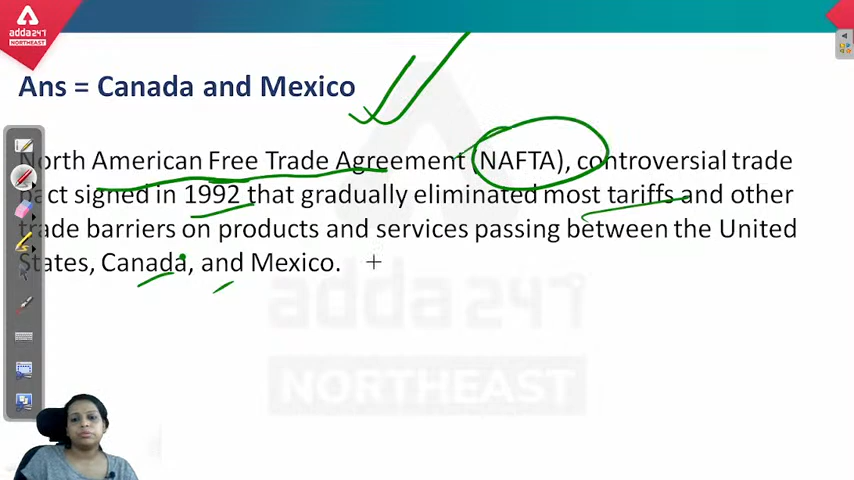 adda247
NORTHEAST
Ans = Canada and Mexico
North American Free Trade Agreement (NAFTA), controversial trade
pact signed in 1992 that gradually eliminated most tariffs and other
trade barriers on products and services passing between the United
States, Canada, and Mexico.
adda247
NORTHEAST